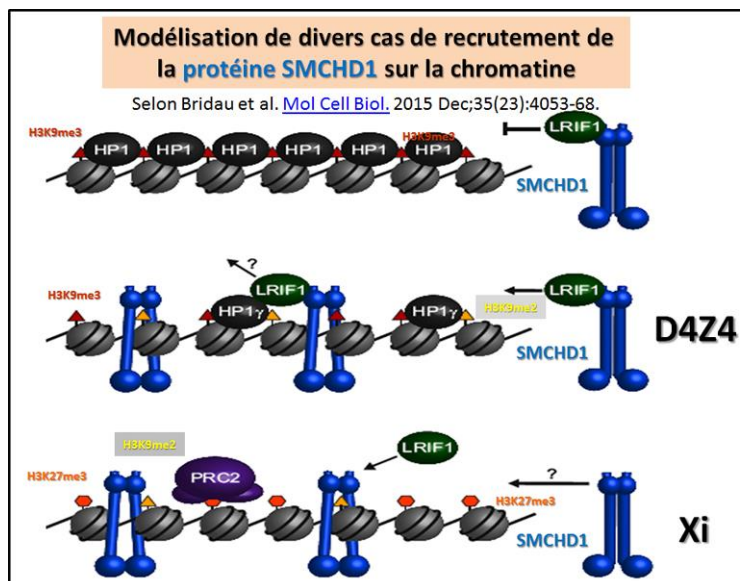 Modélisation de divers cas de recrutement de
la protéine SMCHD1 sur la chromatine
Selon Bridau et al. Mol Cell Biol. 2015 Dec;35(23):4053-68.
H3K9me3
H3K9me3
LRIF1
HP1 HP1 HP1 HP1 HP1 HP1
SMCHD1
?
H3K9me3
LRIF1
H3K9me2
LRIF1
HP1γ
HP1γ
D4Z4
SMCHD1
H3K9me2
LRIF1
H3K27me3
PRC2
?
H3K27me3
SMCHD1
Xi